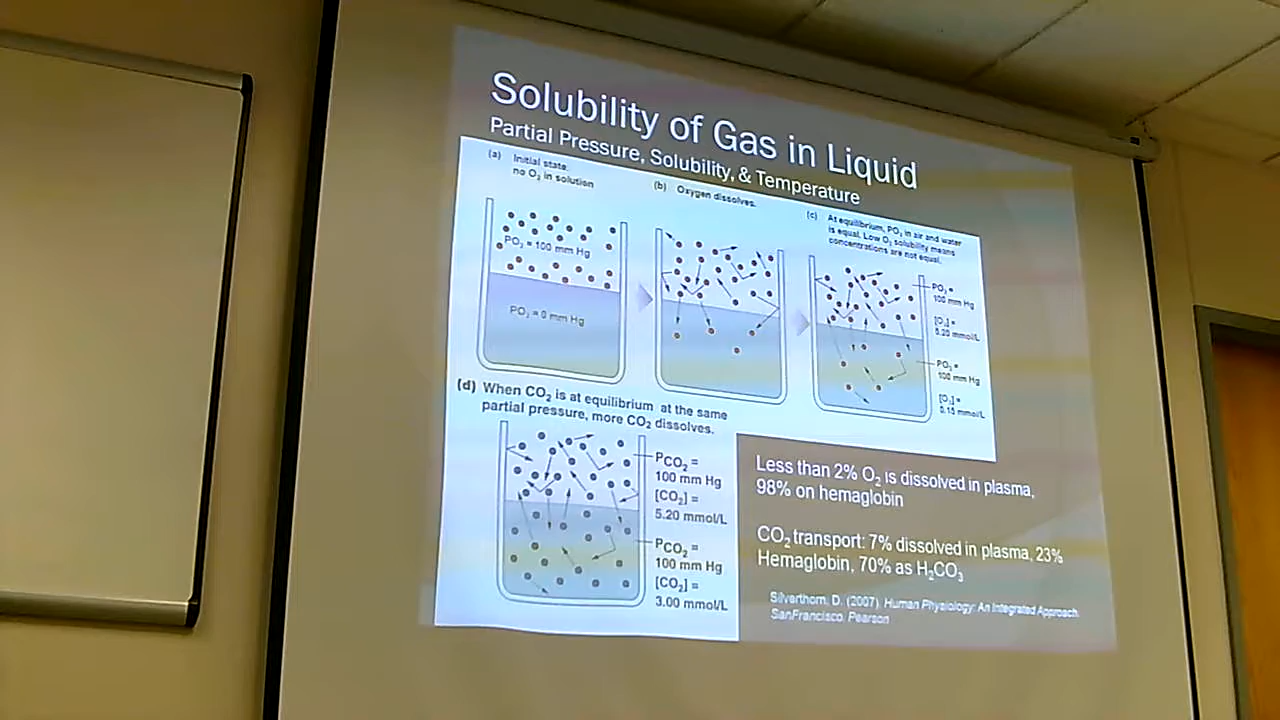 Solubility of Gas in Liquid
Partial Pressure, Solubility, & Temperature
(a) Initial state:
no O₂ in solution
PO₂ = 100 mm Hg
PO₂ = 0 mm Hg
(b) Oxygen dissolves.
(c) At equilibrium, PO₂ in air and water
is equal. Low O₂ solubility means
concentrations are not equal.
PO₂ =
100 mm Hg
[O₂] =
5.20 mmol/L
PO₂ =
100 mm Hg
[O₂] =
0.15 mmol/L
(d) When CO₂ is at equilibrium at the same
partial pressure, more CO₂ dissolves.
PCO₂ =
100 mm Hg
[CO₂] =
5.20 mmol/L
PCO₂ =
100 mm Hg
[CO₂] =
3.00 mmol/L
Less than 2% O₂ is dissolved in plasma,
98% on hemaglobin
CO₂ transport: 7% dissolved in plasma, 23%
Hemaglobin, 70% as H₂CO₃
Silverthorn, D. (2007). Human Physiology: An Integrated Approach.
SanFrancisco: Pearson